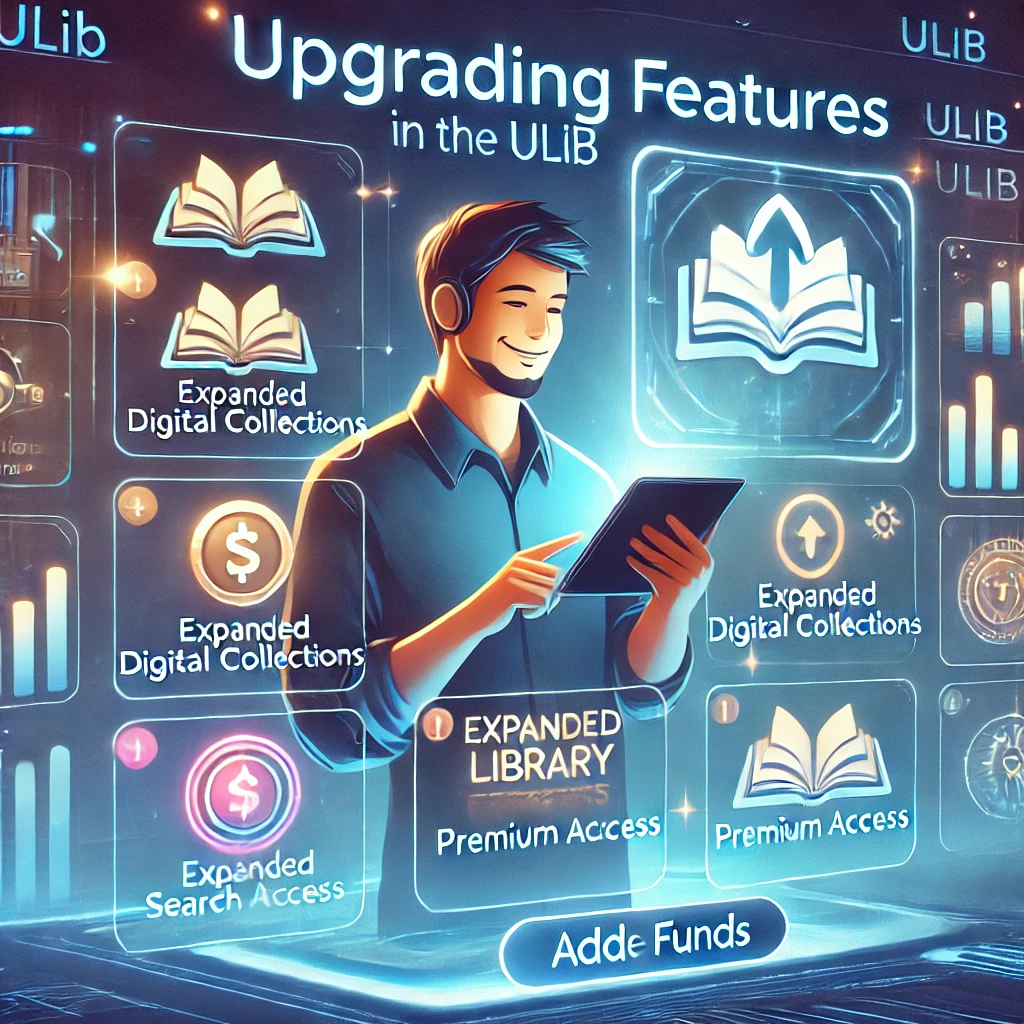 ULib
ULIB
Upgrading Features
in the ULiB
ULIB
ULIB
Expanded
Digital Collections
Expanded
Digital Collections
Expanded
Digital Collections
EXPANDED
LIBRARY
Premium Access
Premium Access
Expanded
Search Access
Adde Funds